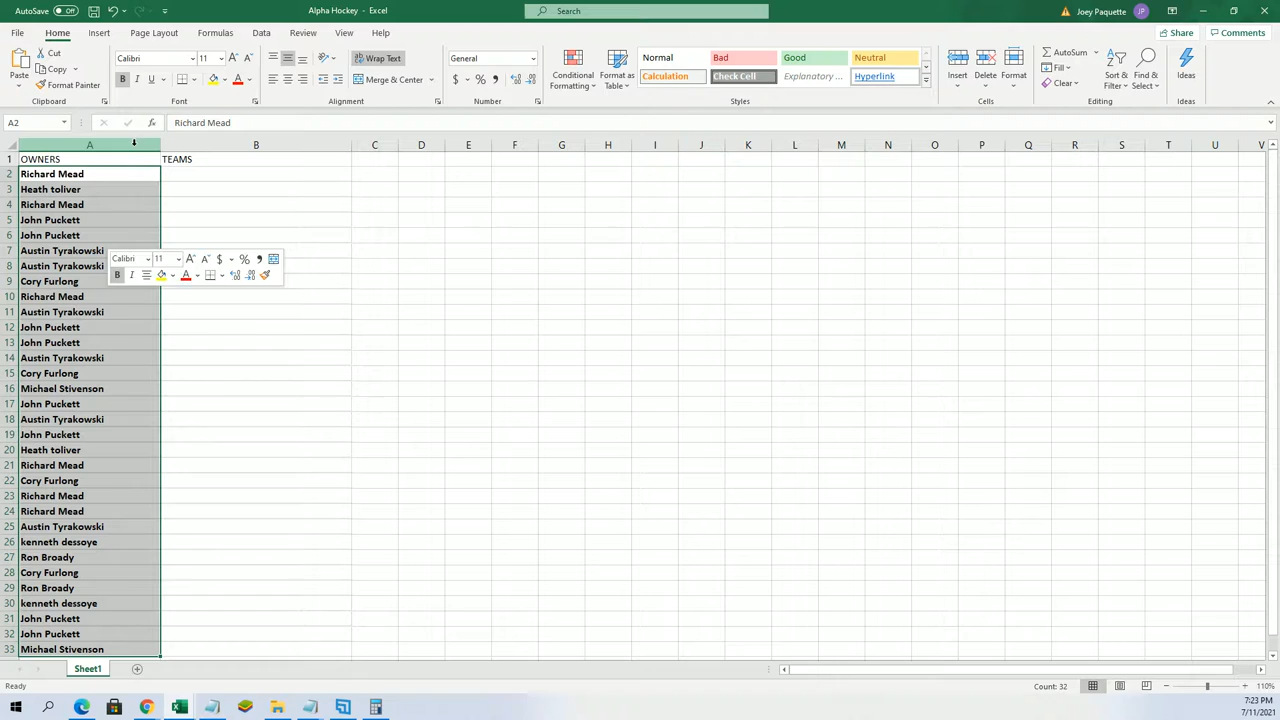 AutoSave Off Alpha Hockey - Excel Search Joey Paquette JP
File Home Insert Page Layout Formulas Data Review View Help Share Comments
Paste Cut Copy Format Painter Clipboard
Calibri 11 B I U Font
Wrap Text Merge & Center Alignment
General $ % Number
Conditional Formatting Format as Table
Normal Bad Good Neutral
Calculation Check Cell Explanatory ... Hyperlink
Styles
Insert Delete Format Cells
AutoSum Fill Clear Sort & Filter Find & Select Editing
Ideas Ideas
A2 fx Richard Mead
A B C D E F G H I J K L M N O P Q R S T U V
1 OWNERS TEAMS
2 Richard Mead
3 Heath toliver
4 Richard Mead
5 John Puckett
6 John Puckett
7 Austin Tyrakowski
Calibri 11 A A $ % ,
8 Austin Tyrakowski
B I A
9 Cory Furlong
10 Richard Mead
11 Austin Tyrakowski
12 John Puckett
13 John Puckett
14 Austin Tyrakowski
15 Cory Furlong
16 Michael Stivenson
17 John Puckett
18 Austin Tyrakowski
19 John Puckett
20 Heath toliver
21 Richard Mead
22 Cory Furlong
23 Richard Mead
24 Richard Mead
25 Austin Tyrakowski
26 kenneth dessoye
27 Ron Broady
28 Cory Furlong
29 Ron Broady
30 kenneth dessoye
31 John Puckett
32 John Puckett
33 Michael Stivenson
Sheet1
Ready Count: 32 110%
7:23 PM
7/11/2021